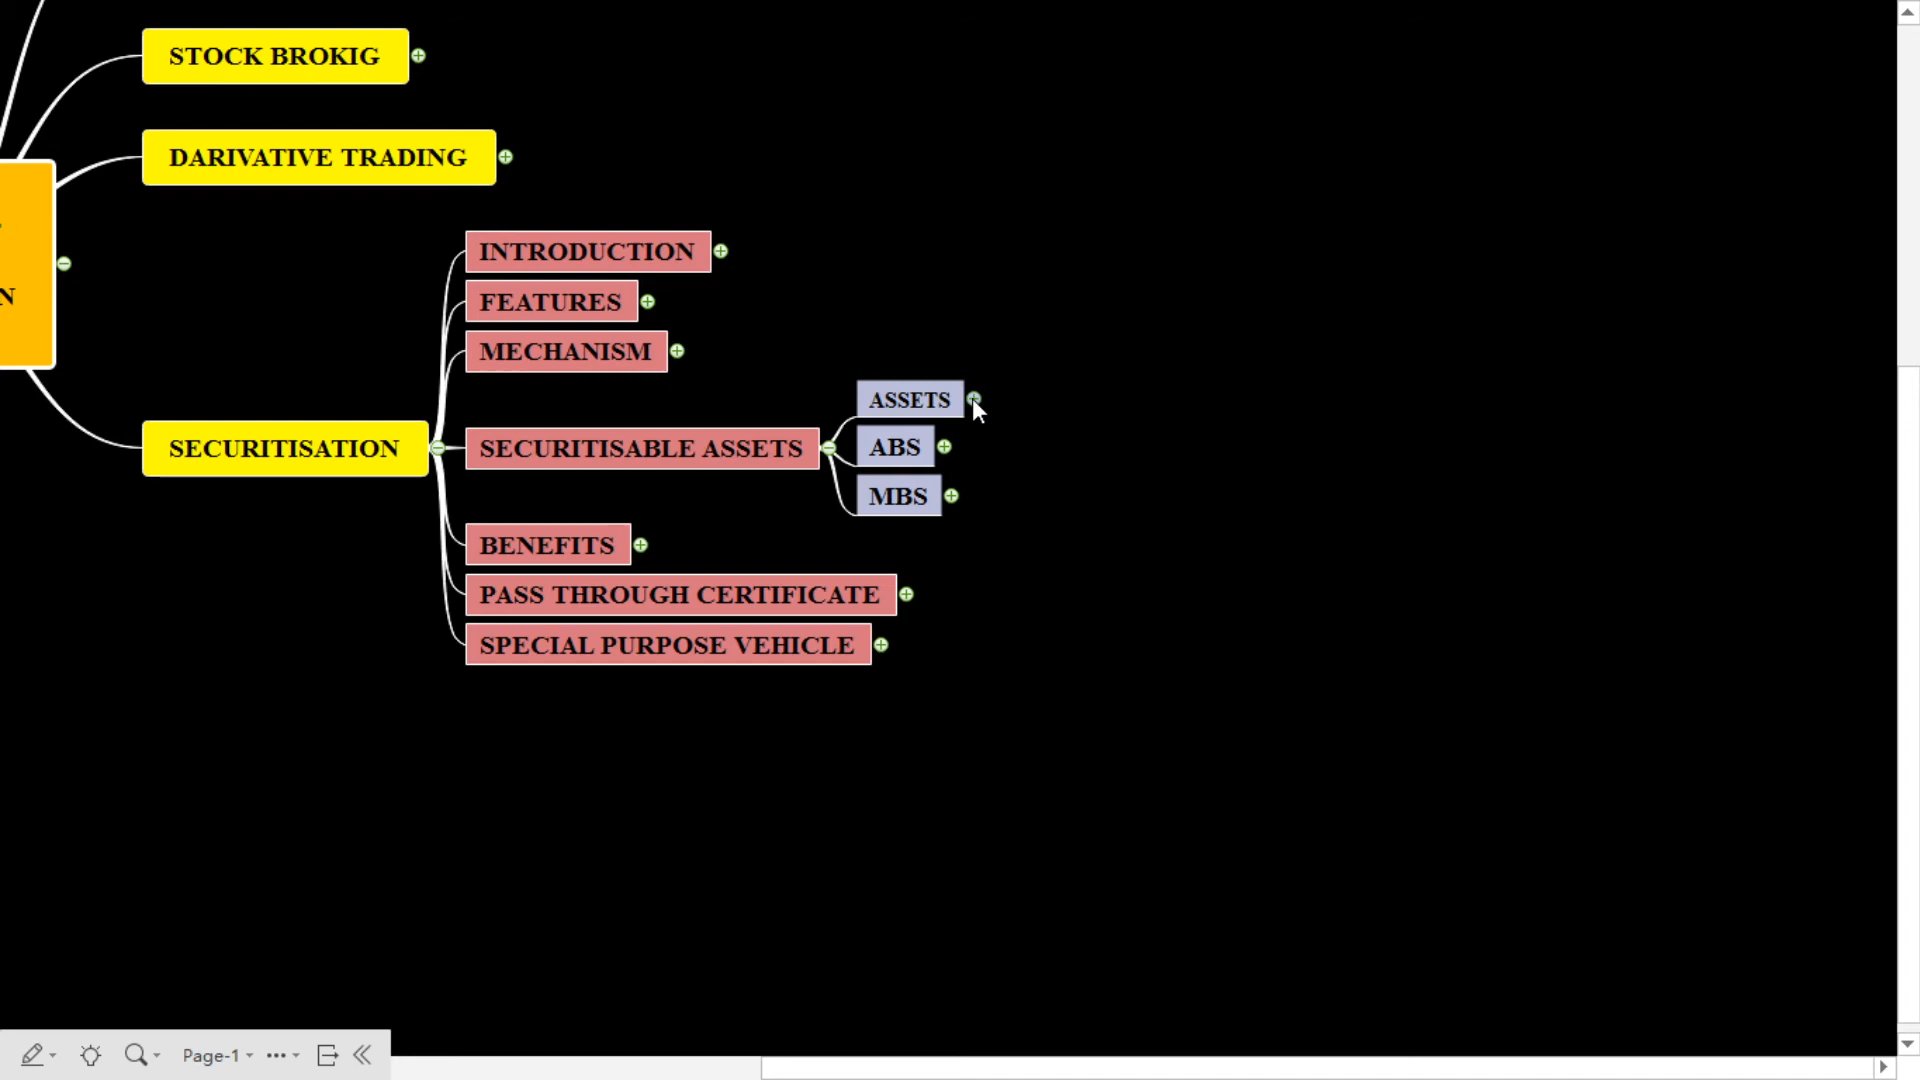 STOCK BROKIG
DARIVATIVE TRADING
N
SECURITISATION
INTRODUCTION
FEATURES
MECHANISM
SECURITISABLE ASSETS
ASSETS
ABS
MBS
BENEFITS
PASS THROUGH CERTIFICATE
SPECIAL PURPOSE VEHICLE
Page-1